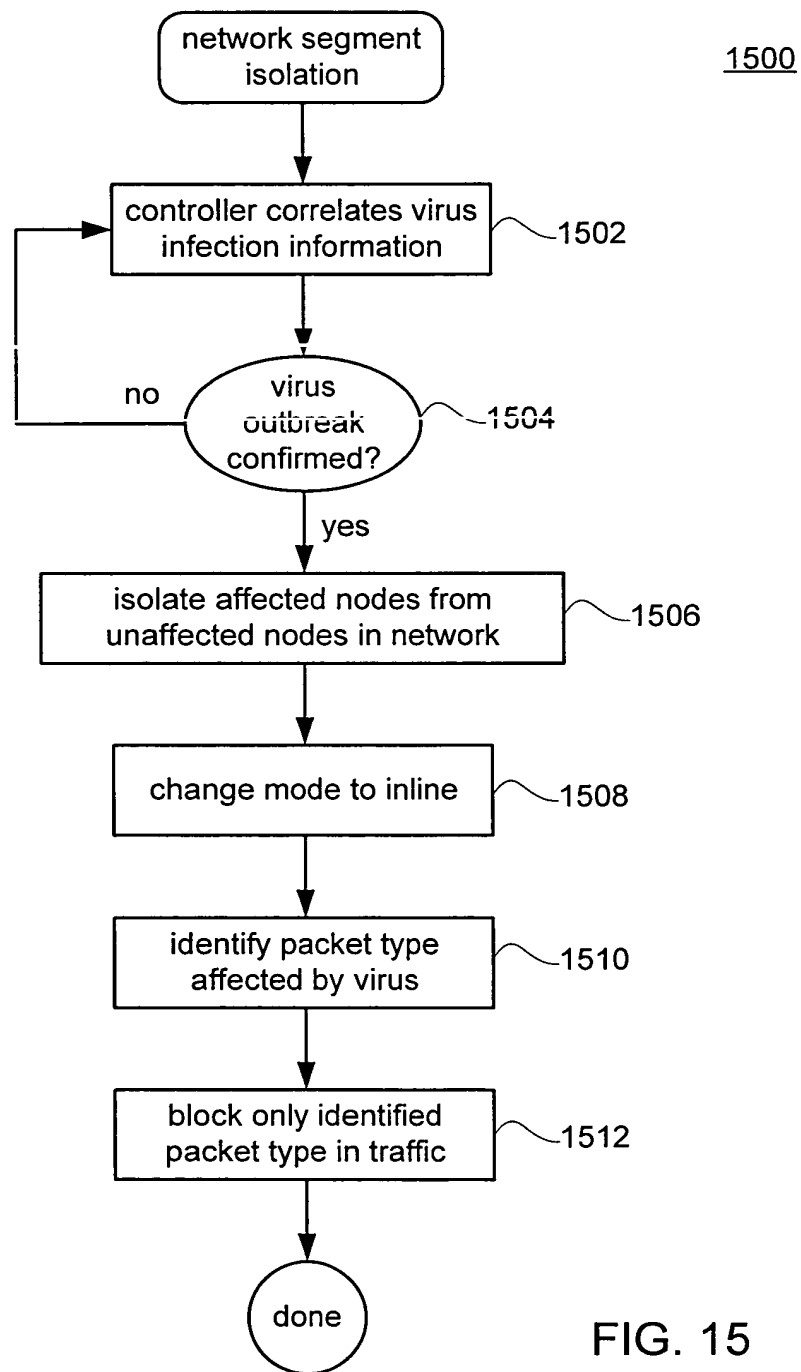 network segment
isolation
1500
controller correlates virus
infection information
1502
no
virus
outbreak
confirmed?
1504
yes
isolate affected nodes from
unaffected nodes in network
1506
change mode to inline
1508
identify packet type
affected by virus
1510
block only identified
packet type in traffic
1512
done
FIG. 15